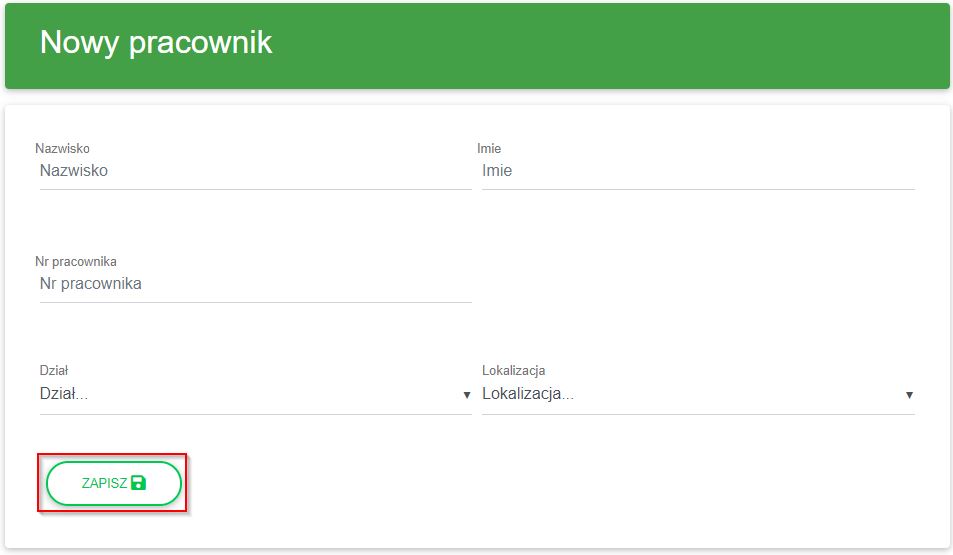 Nowy pracownik
Nazwisko Imie
Nazwisko Imie
Nr pracownika
Nr pracownika
Dział Lokalizacja
Dział... Lokalizacja...
ZAPISZ